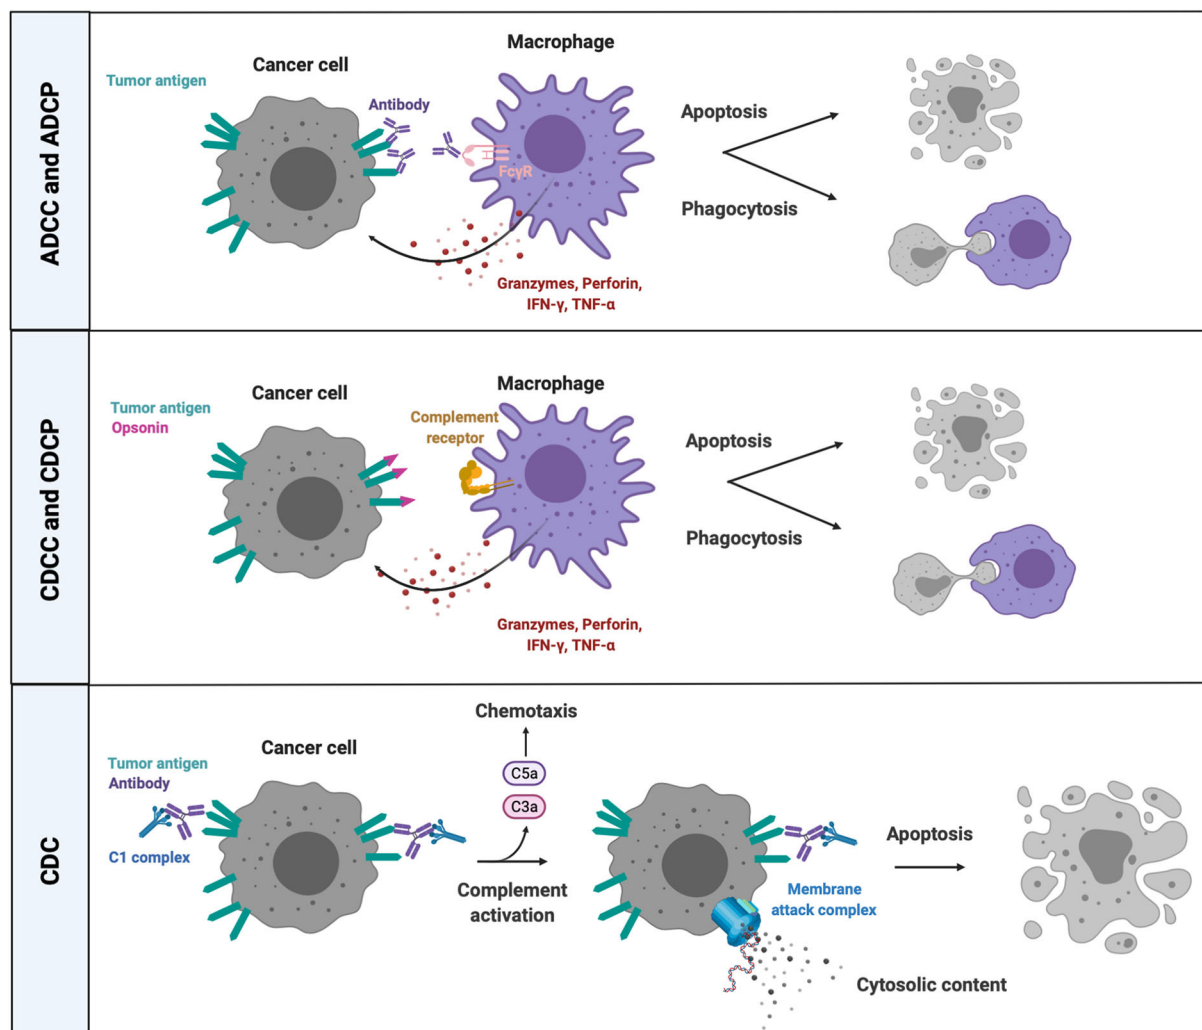 ADCC and ADCP
Tumor antigen
Cancer cell
Antibody
Macrophage
FcγR
Granzymes, Perforin,
IFN-γ, TNF-α
Apoptosis
Phagocytosis
CDCC and CDCP
Tumor antigen
Opsonin
Cancer cell
Complement
receptor
Macrophage
Granzymes, Perforin,
IFN-γ, TNF-α
Apoptosis
Phagocytosis
CDC
Tumor antigen
Antibody
Cancer cell
C1 complex
Chemotaxis
C5a
C3a
Complement
activation
Membrane
attack complex
Cytosolic content
Apoptosis